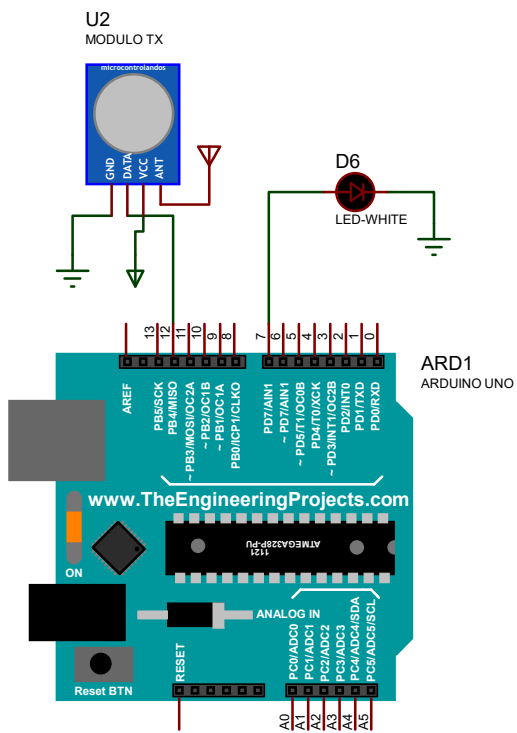 U2
MODULO TX
microcontrolandos
GND
DATA
VCC
ANT
D6
LED-WHITE
ARD1
ARDUINO UNO
13
12
11
10
9
8
7
6
5
4
3
2
1
0
AREF
PB5/SCK
PB4/MISO
~ PB3/MOSI/OC2A
~ PB2/OC1B
~ PB1/OC1A
PB0/ICP1/CLKO
PD7/AIN1
~ PD7/AIN1
~ PD5/T1/OC0B
PD4/T0/XCK
~ PD3/INT1/OC2B
PD2/INT0
PD1/TXD
PD0/RXD
www.TheEngineeringProjects.com
ATMEGA328P-PU
1121
ON
ANALOG IN
Reset BTN
RESET
PC0/ADC0
PC1/ADC1
PC2/ADC2
PC3/ADC3
PC4/ADC4/SDA
PC5/ADC5/SCL
A0
A1
A2
A3
A4
A5